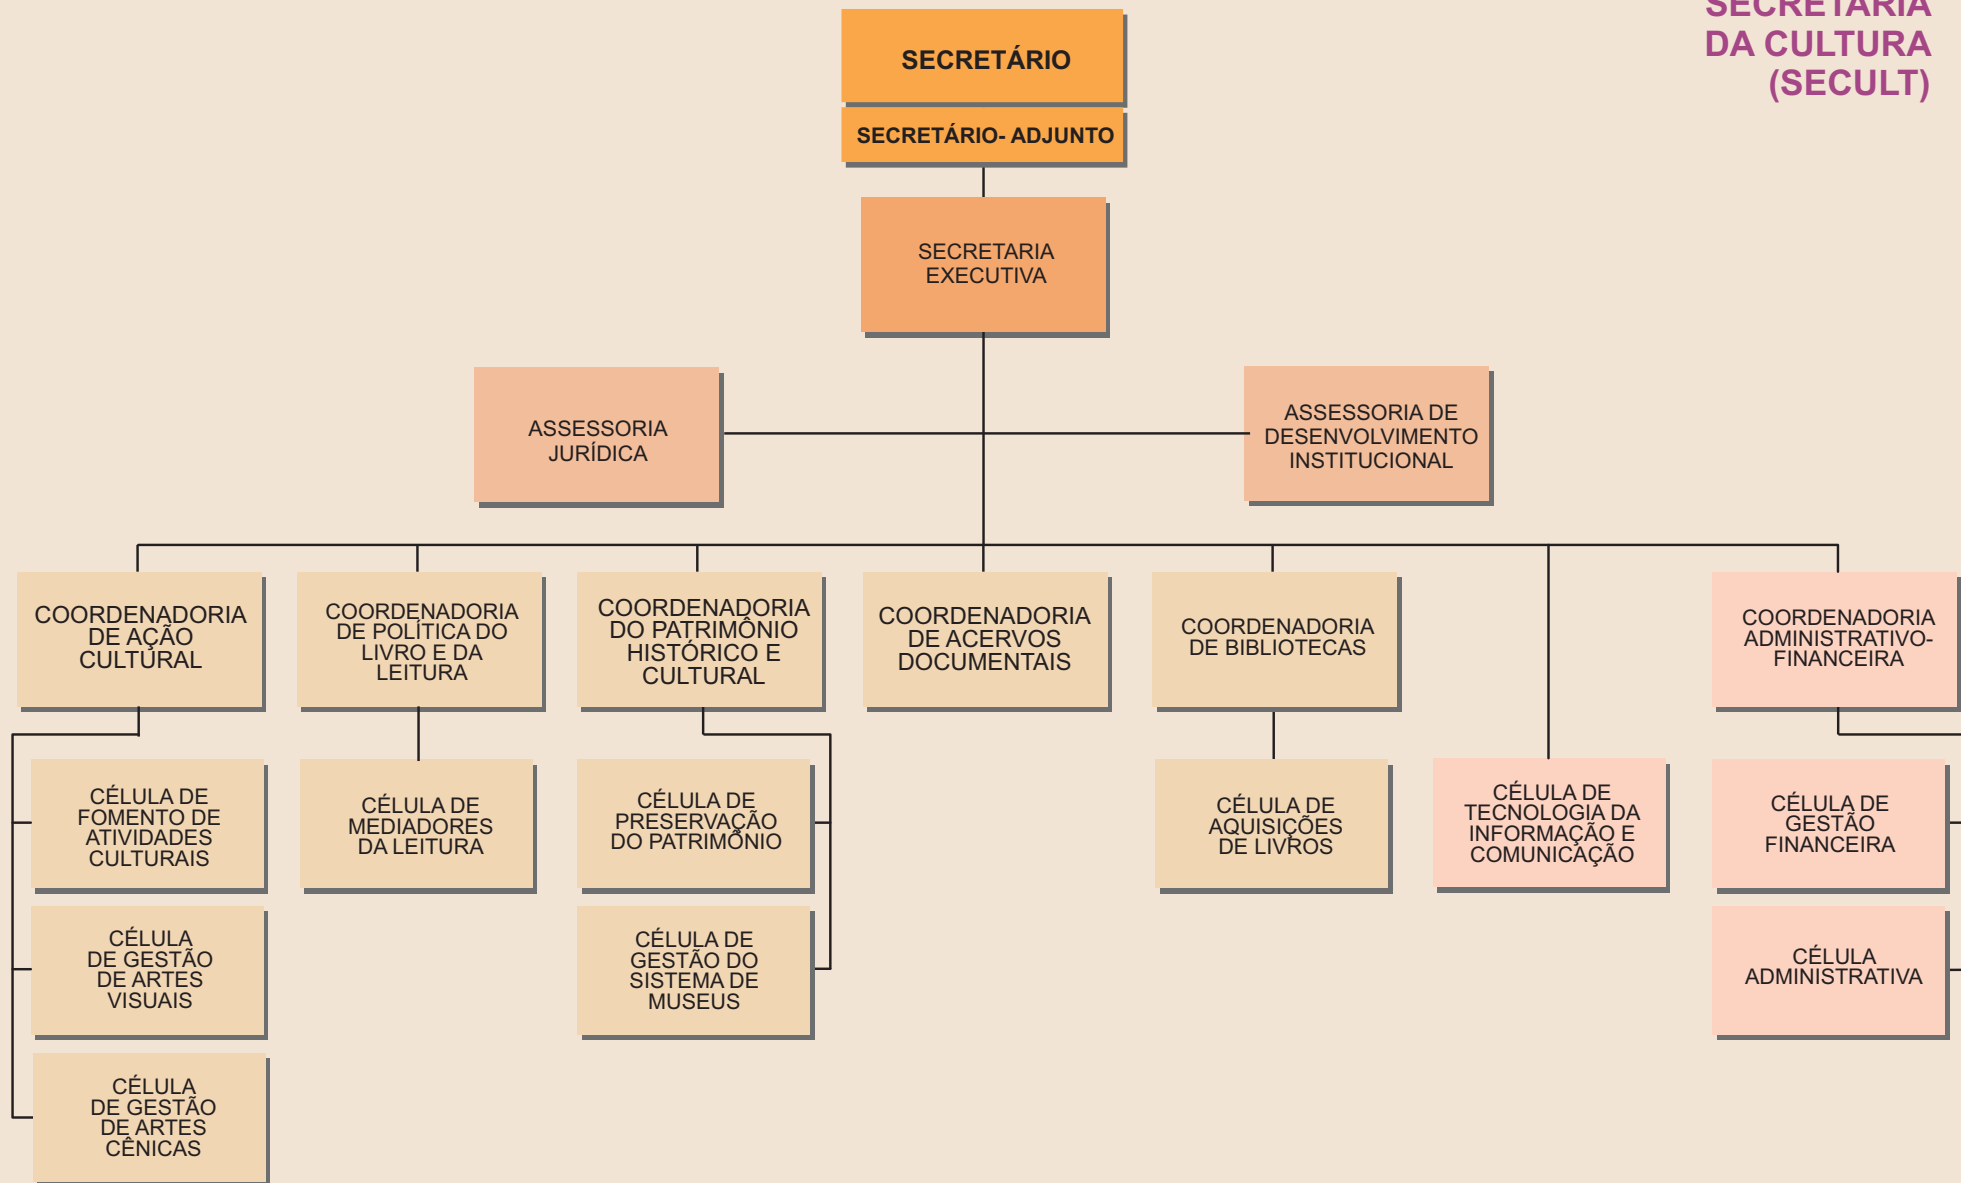 SECRETARIA
DA CULTURA
(SECULT)
SECRETÁRIO
SECRETÁRIO- ADJUNTO
SECRETARIA
EXECUTIVA
ASSESSORIA
JURÍDICA
ASSESSORIA DE
DESENVOLVIMENTO
INSTITUCIONAL
COORDENADORIA
DE AÇÃO
CULTURAL
COORDENADORIA
DE POLÍTICA DO
LIVRO E DA
LEITURA
COORDENADORIA
DO PATRIMÔNIO
HISTÓRICO E
CULTURAL
COORDENADORIA
DE ACERVOS
DOCUMENTAIS
COORDENADORIA
DE BIBLIOTECAS
COORDENADORIA
ADMINISTRATIVO-
FINANCEIRA
CÉLULA DE
FOMENTO DE
ATIVIDADES
CULTURAIS
CÉLULA DE
MEDIADORES
DA LEITURA
CÉLULA DE
PRESERVAÇÃO
DO PATRIMÔNIO
CÉLULA DE
AQUISIÇÕES
DE LIVROS
CÉLULA DE
TECNOLOGIA DA
INFORMAÇÃO E
COMUNICAÇÃO
CÉLULA DE
GESTÃO
FINANCEIRA
CÉLULA
DE GESTÃO
DE ARTES
VISUAIS
CÉLULA DE
GESTÃO DO
SISTEMA DE
MUSEUS
CÉLULA
ADMINISTRATIVA
CÉLULA
DE GESTÃO
DE ARTES
CÊNICAS